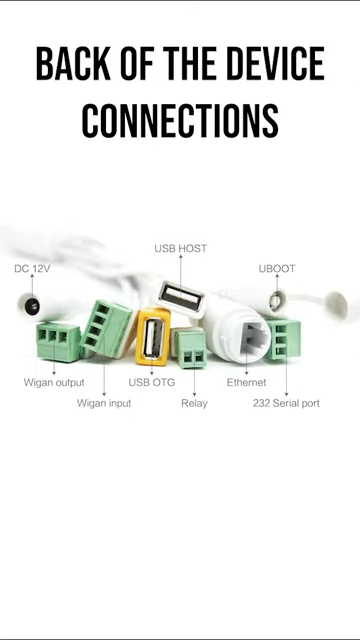 BACK OF THE DEVICE
CONNECTIONS
USB HOST
DC 12V
UBOOT
Wigan output
USB OTG
Ethernet
Wigan input
Relay
232 Serial port